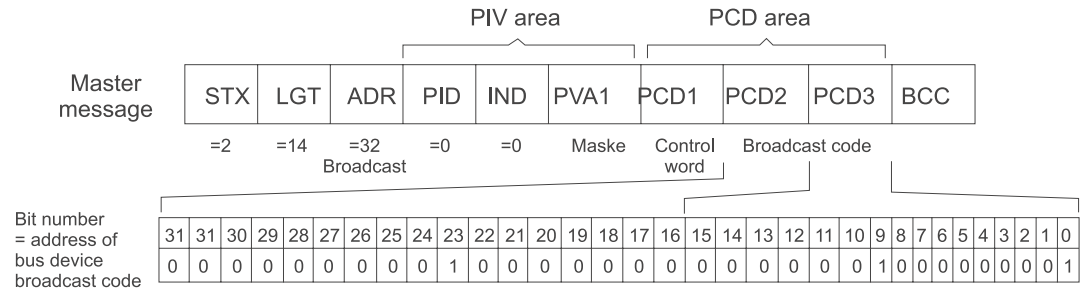 PIV area PCD area
Master
message
STX LGT ADR PID IND PVA1 PCD1 PCD2 PCD3 BCC
=2 =14 =32 =0 =0 Maske Control Broadcast code
Broadcast word
Bit number
= address of
bus device
broadcast code
31 31 30 29 28 27 26 25 24 23 22 21 20 19 18 17 16 15 14 13 12 11 10 9 8 7 6 5 4 3 2 1 0
0 0 0 0 0 0 0 0 0 1 0 0 0 0 0 0 0 0 0 0 0 0 0 1 0 0 0 0 0 0 0 0 1